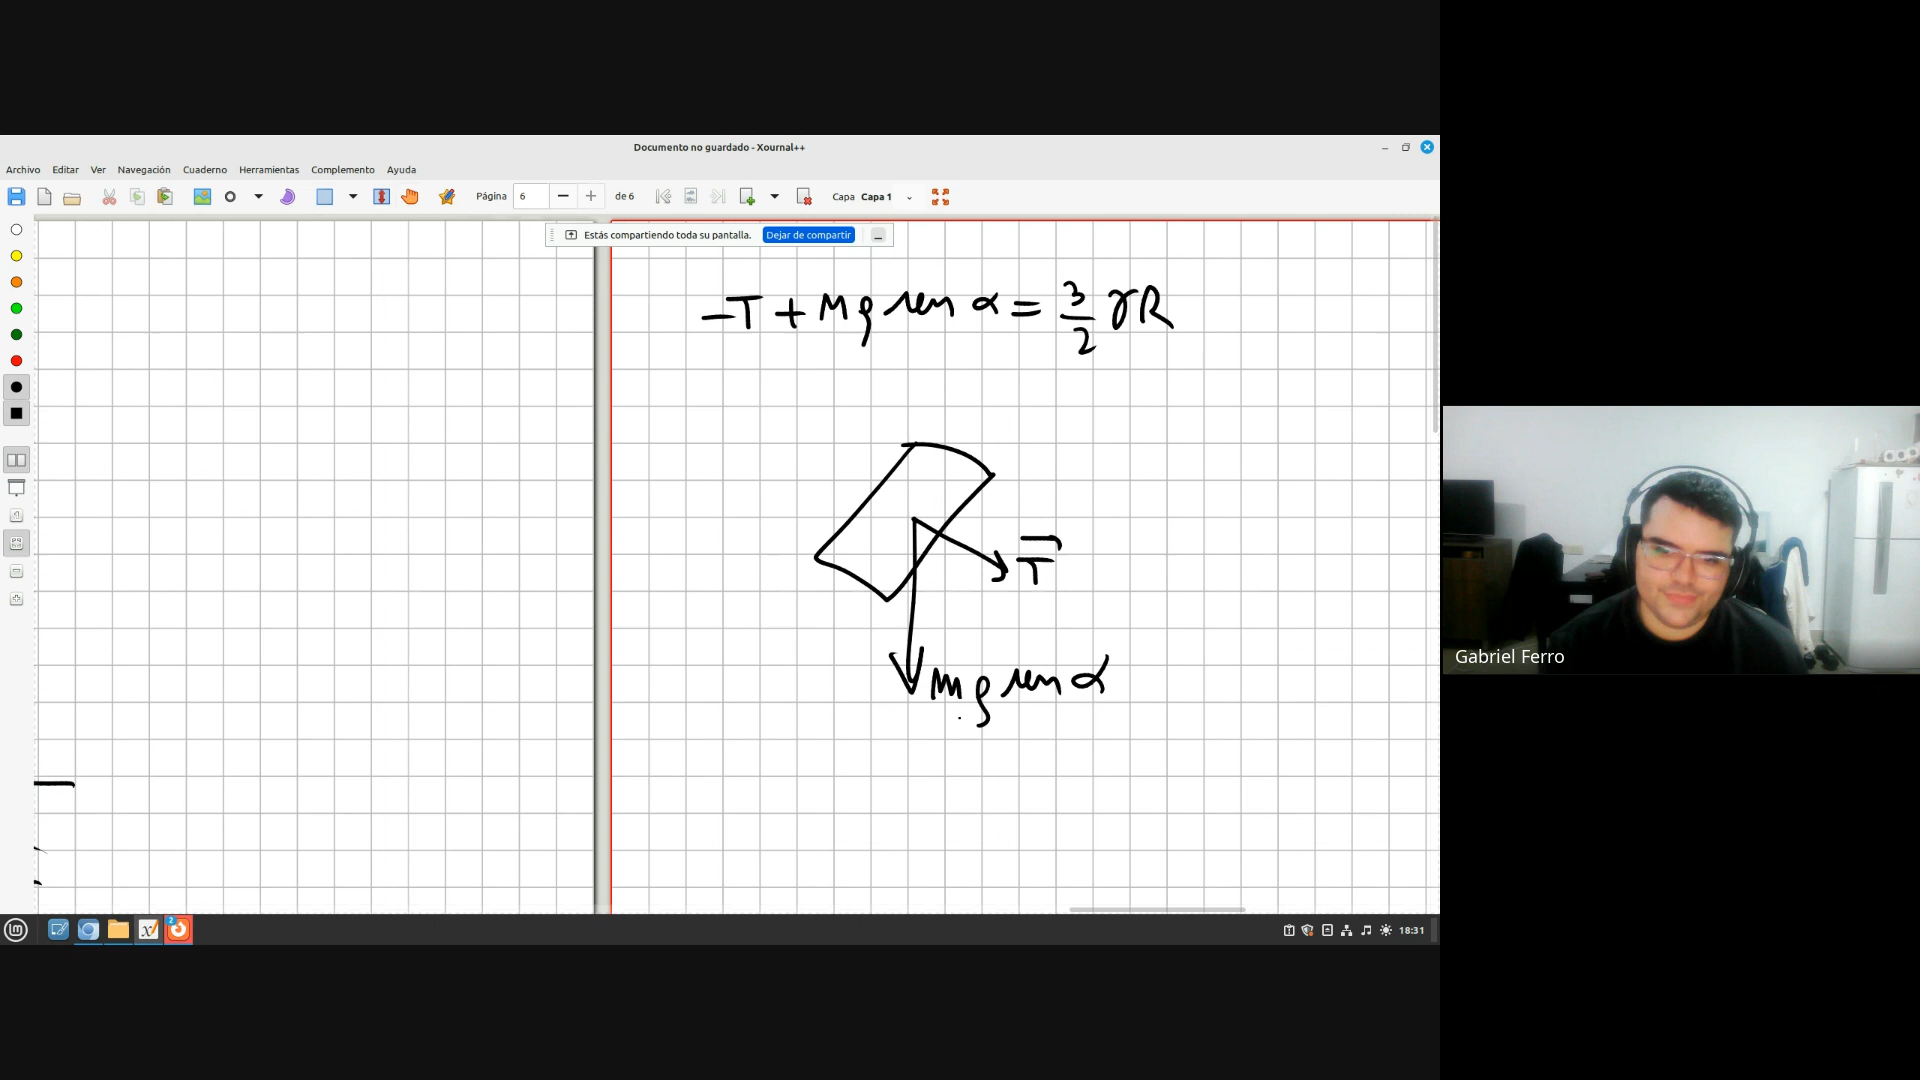 Documento no guardado - Xournal++
Archivo Editar Ver Navegación Cuaderno Herramientas Complemento Ayuda
Página 6 de 6 Capa Capa 1
Estás compartiendo toda su pantalla. Dejar de compartir
-T + Mg sen α = 3/2 γR
T
mg sen α
Gabriel Ferro
2
18:31